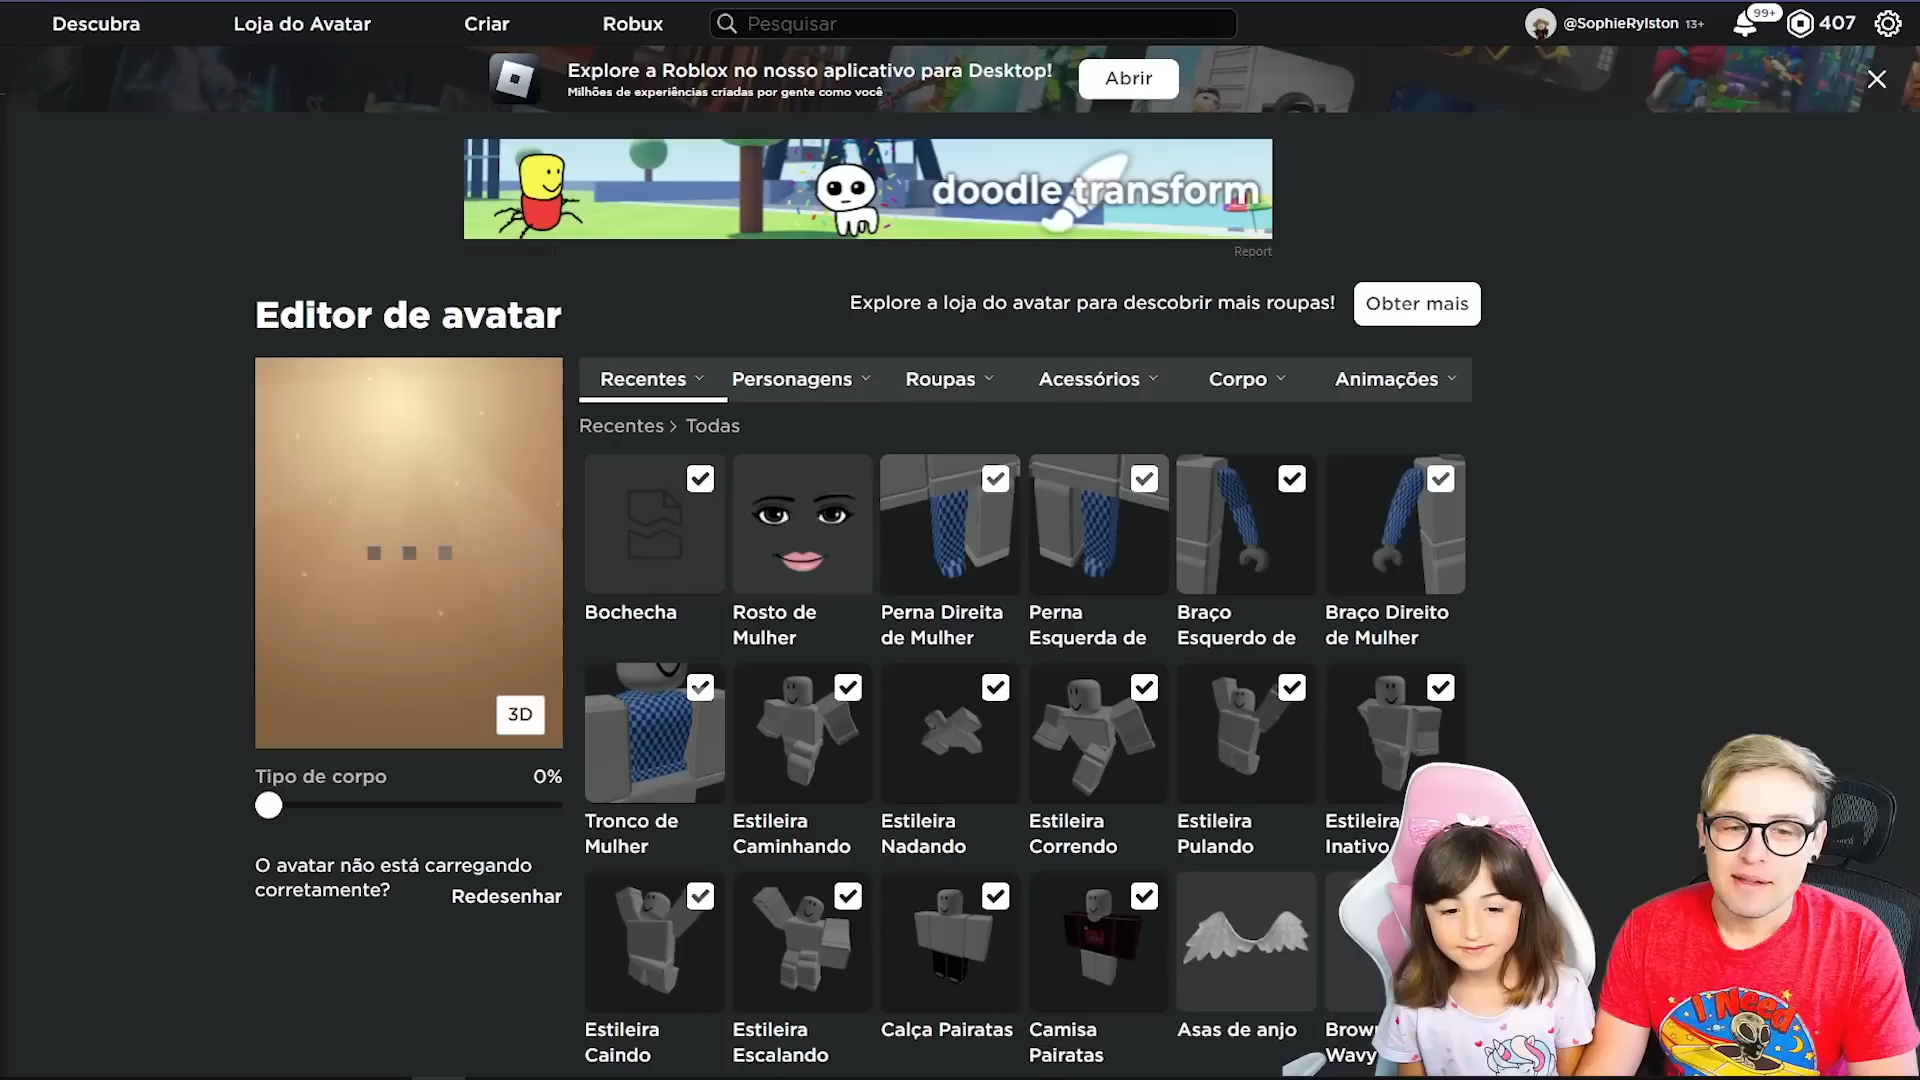 Descubra
Loja do Avatar
Criar
Robux
Pesquisar
@SophieRylston 13+
99+
407
Explore a Roblox no nosso aplicativo para Desktop!
Milhões de experiências criadas por gente como você
Abrir
doodle transform
Report
Editor de avatar
Explore a loja do avatar para descobrir mais roupas!
Obter mais
Recentes
Personagens
Roupas
Acessórios
Corpo
Animações
Recentes > Todas
Bochecha
Rosto de
Mulher
Perna Direita
de Mulher
Perna
Esquerda de
Braço
Esquerdo de
Braço Direito
de Mulher
3D
Tipo de corpo
0%
O avatar não está carregando
corretamente?
Redesenhar
Tronco de
Mulher
Estileira
Caminhando
Estileira
Nadando
Estileira
Correndo
Estileira
Pulando
Estileira
Inativo
Estileira
Caindo
Estileira
Escalando
Calça Pairatas
Camisa
Pairatas
Asas de anjo
Brown
Wavy
I Need